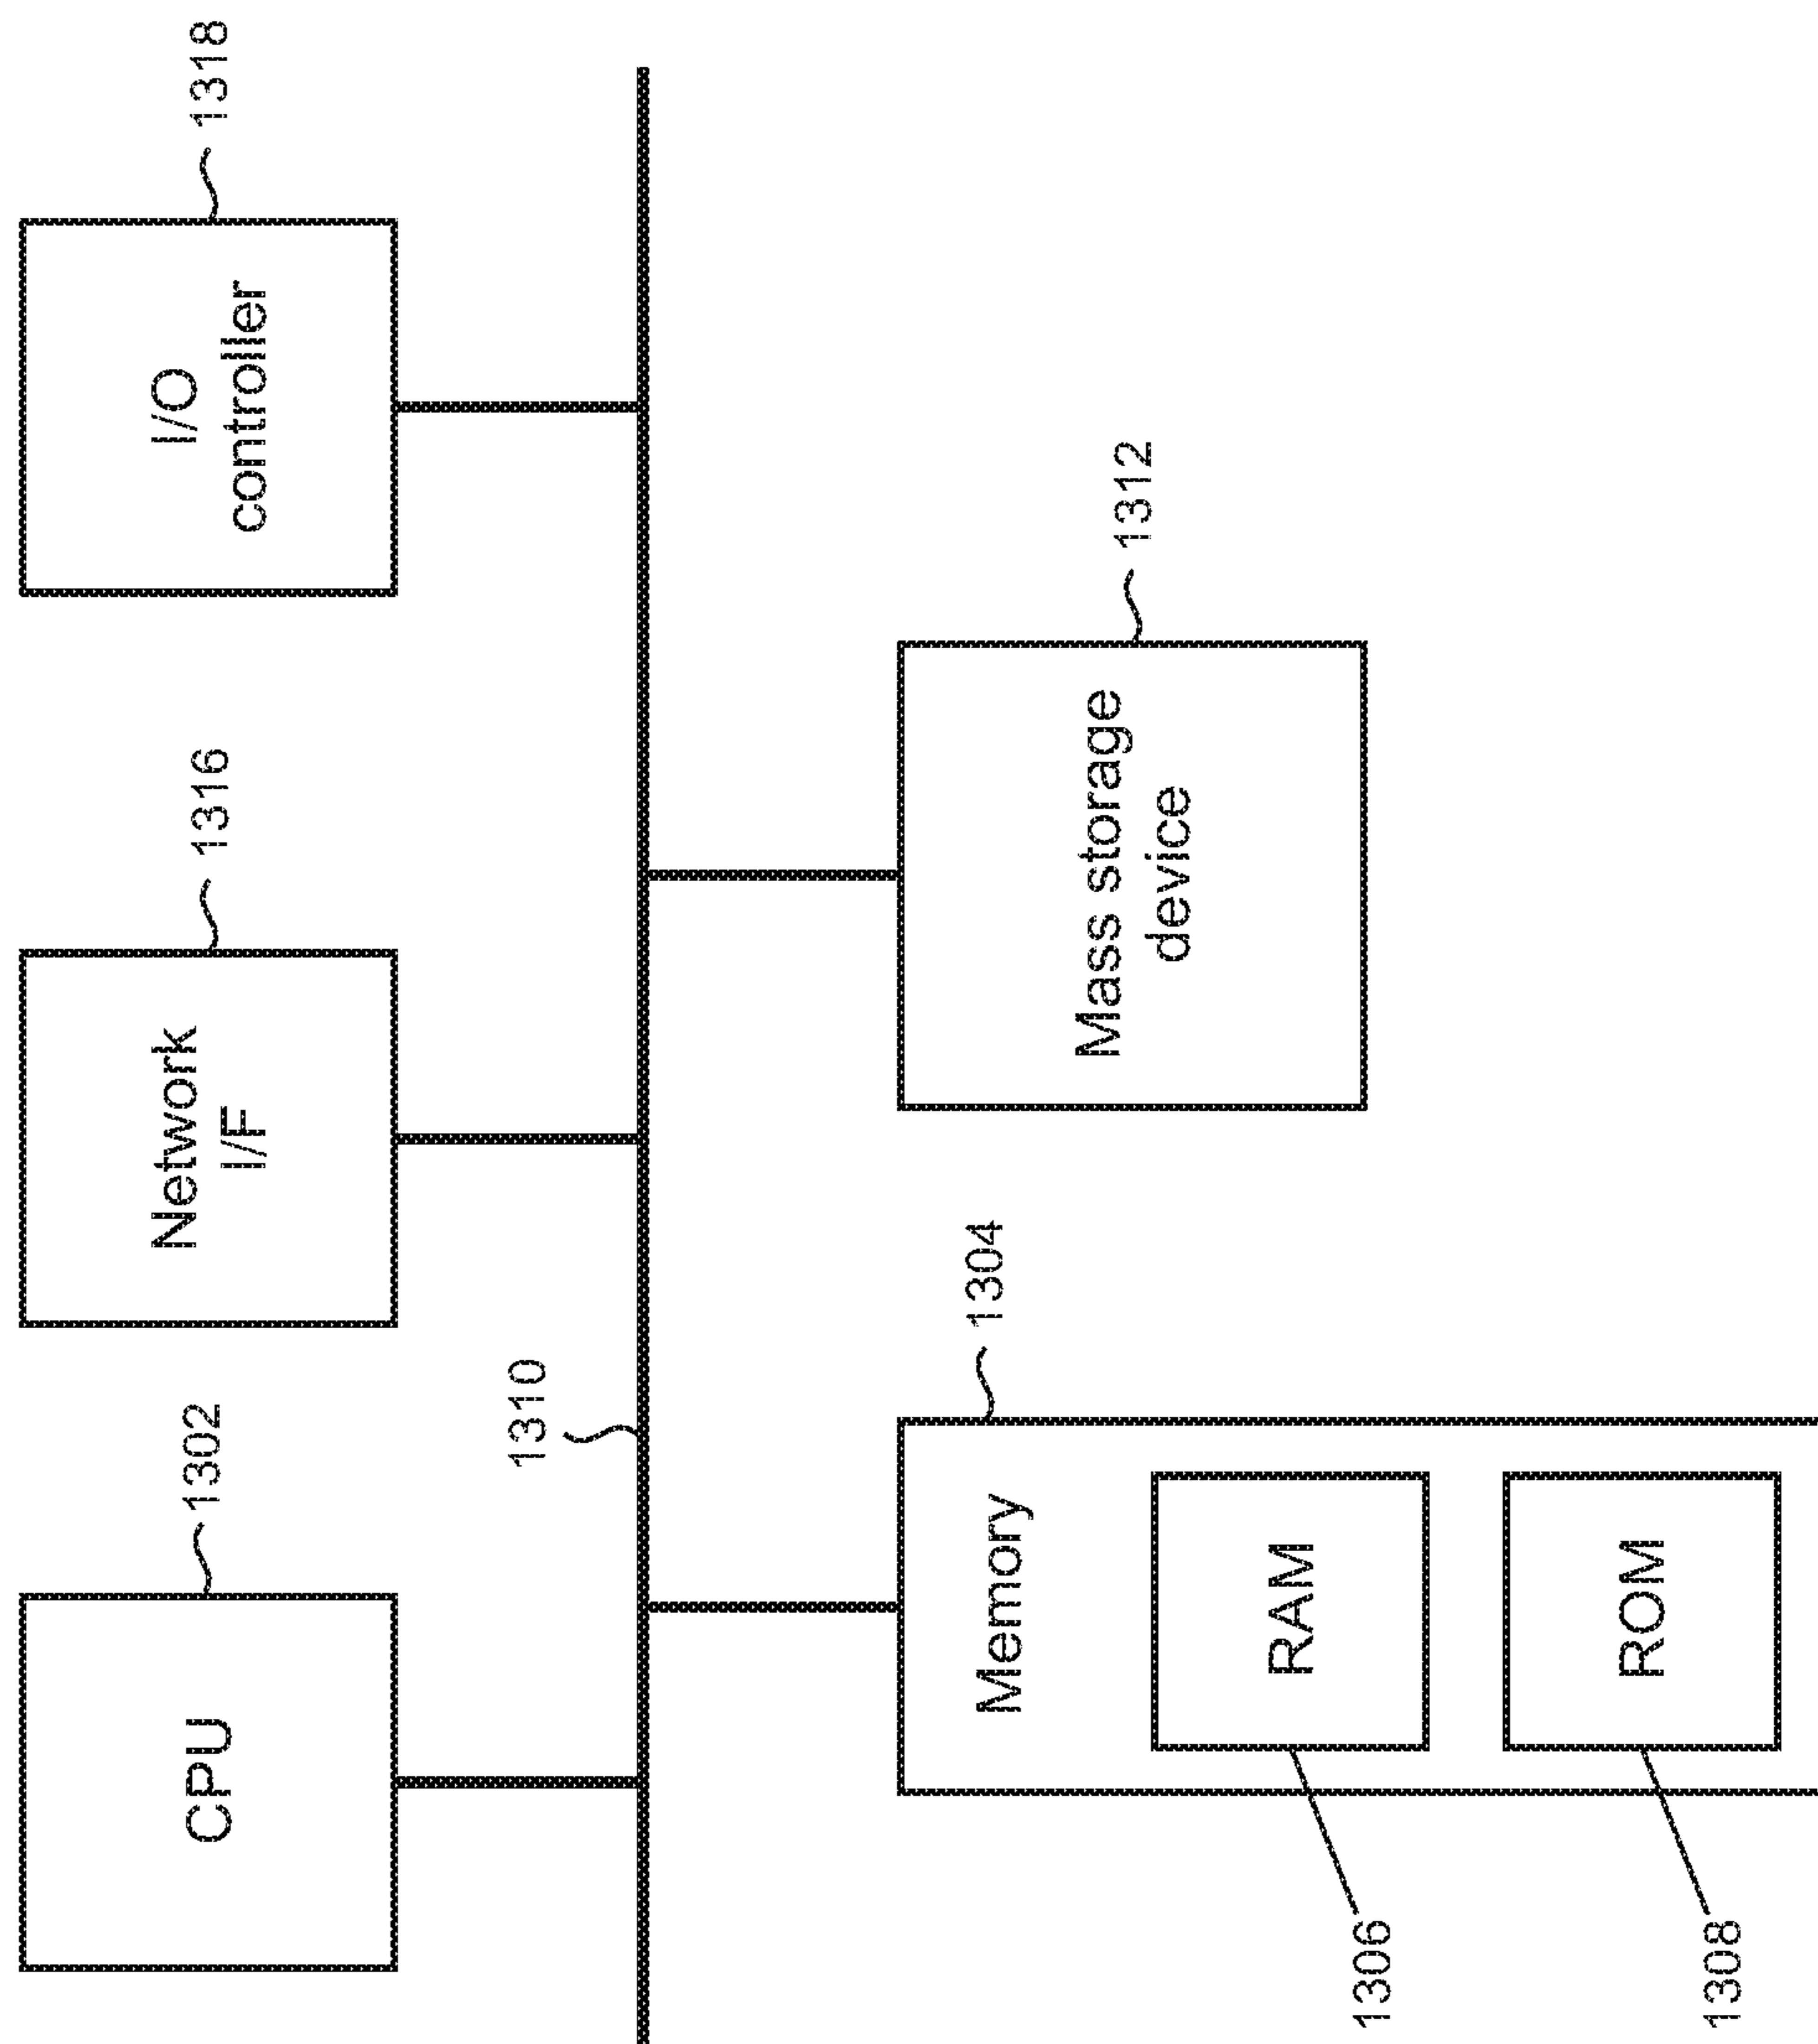 1302
CPU
1316
Network
I/F
1318
I/O
controller
1310
1304
Memory
RAM
ROM
1306
1308
1312
Mass storage
device